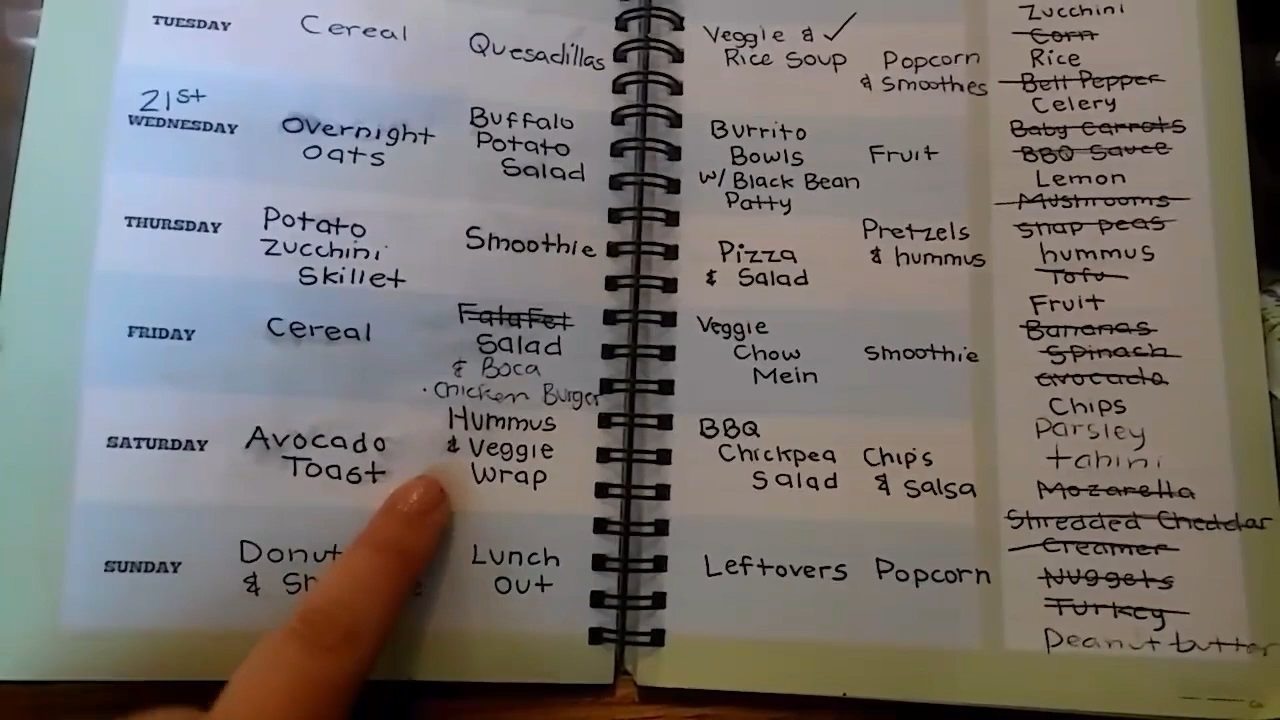 TUESDAY
Cereal
Quesadillas
Veggie & ✓
Rice Soup
Popcorn
& Smoothies
21st
WEDNESDAY
Overnight
Oats
Buffalo
Potato
Salad
Burrito
Bowls
w/ Black Bean
Patty
Fruit
THURSDAY
Potato
Zucchini
Skillet
Smoothie
Pizza
& Salad
Pretzels
& hummus
FRIDAY
Cereal
Falafel
Salad
& Boca
Chicken Burger
Veggie
Chow
Mein
Smoothie
SATURDAY
Avocado
Toast
Hummus
& Veggie
Wrap
BBQ
Chickpea
Salad
Chips
& Salsa
SUNDAY
Donut
&
Lunch
Out
Leftovers
Popcorn
Zucchini
Corn
Rice
Bell Pepper
Celery
Baby Carrots
BBQ Sauce
Lemon
Mushrooms
Snap peas
hummus
Tofu
Fruit
Bananas
Spinach
avocado
Chips
Parsley
tahini
Mozarella
Shredded Cheddar
Creamer
Nuggets
Turkey
Peanut butter